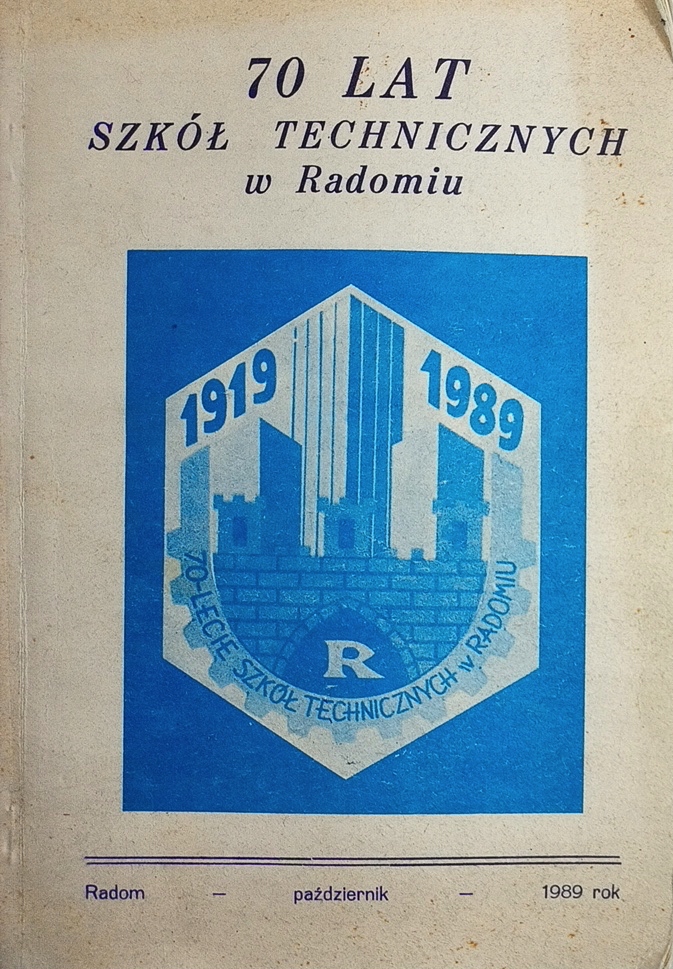 70 LAT
SZKÓŁ TECHNICZNYCH
w Radomiu
1919
1989
R
70-LECIE SZKÓŁ TECHNICZNYCH w RADOMIU
Radom — październik — 1989 rok